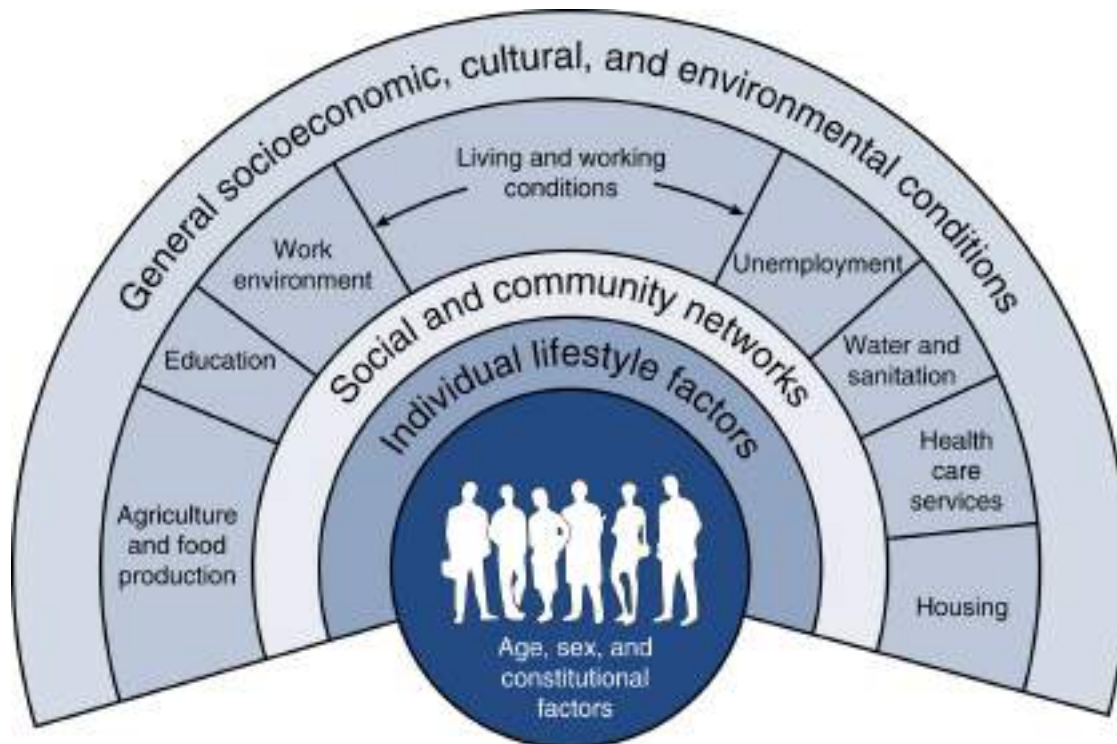 General socioeconomic, cultural, and environmental conditions
Living and working
conditions
Work
environment
Unemployment
Education
Water and
sanitation
Agriculture
and food
production
Health
care
services
Housing
Social and community networks
Individual lifestyle factors
Age, sex, and
constitutional
factors